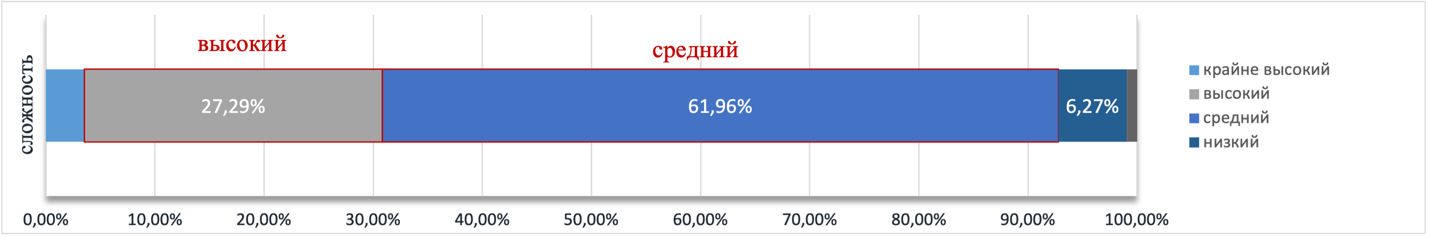 высокий
средний
сложность
27,29%
61,96%
6,27%
крайне высокий
высокий
средний
низкий
0,00% 10,00% 20,00% 30,00% 40,00% 50,00% 60,00% 70,00% 80,00% 90,00% 100,00%